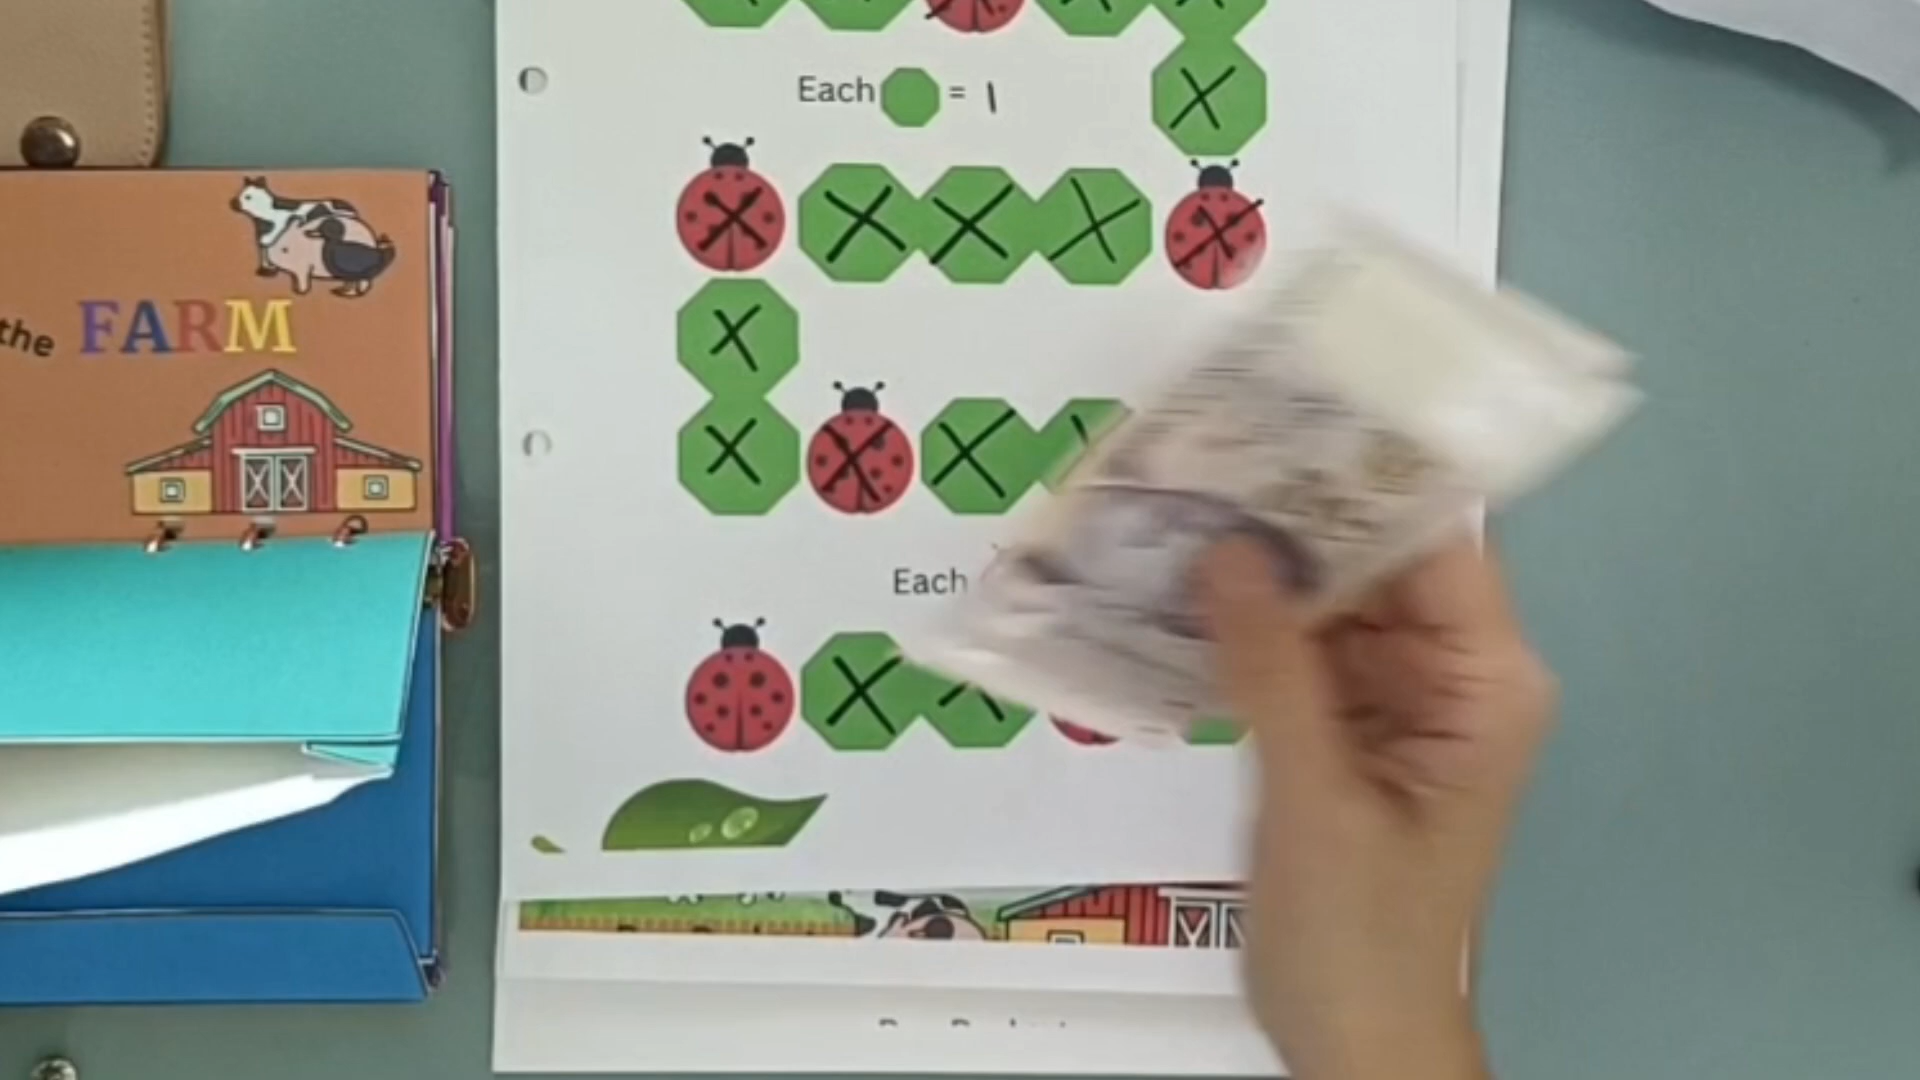 Each = 1
the FARM
Each